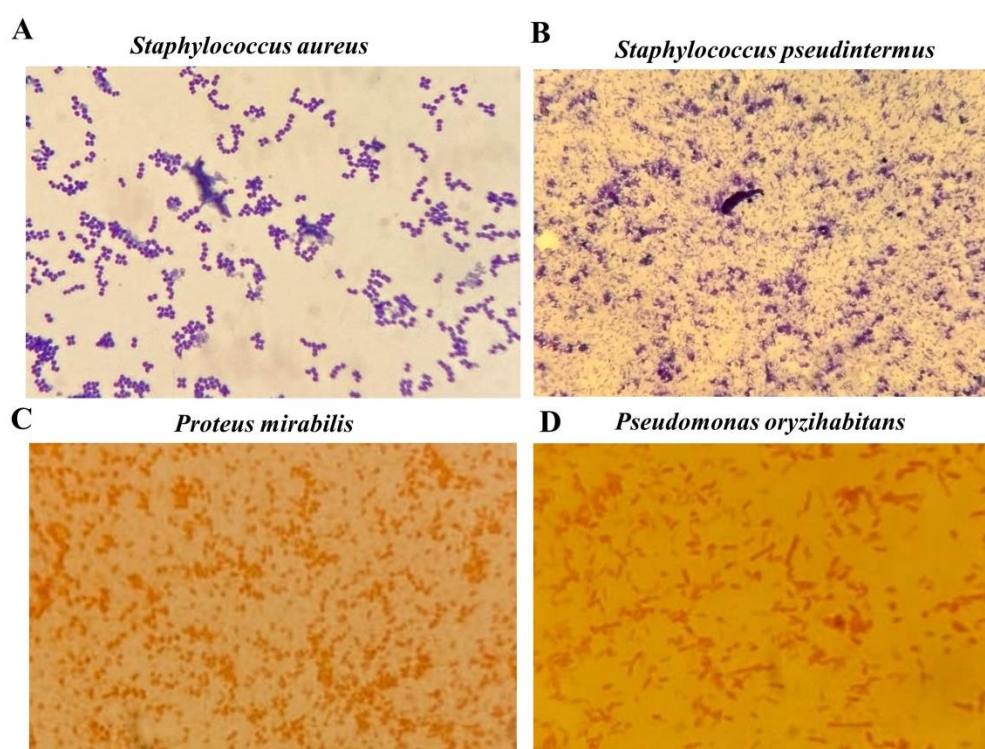 A
Staphylococcus aureus
B
Staphylococcus pseudintermus
C
Proteus mirabilis
D
Pseudomonas oryzihabitans